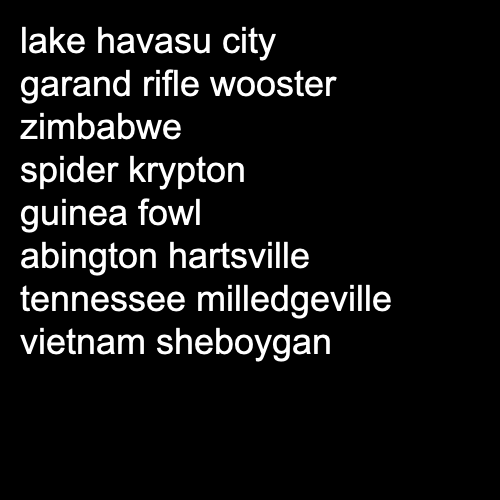 lake havasu city
garand rifle wooster
zimbabwe
spider krypton
guinea fowl
abington hartsville
tennessee milledgeville
vietnam sheboygan